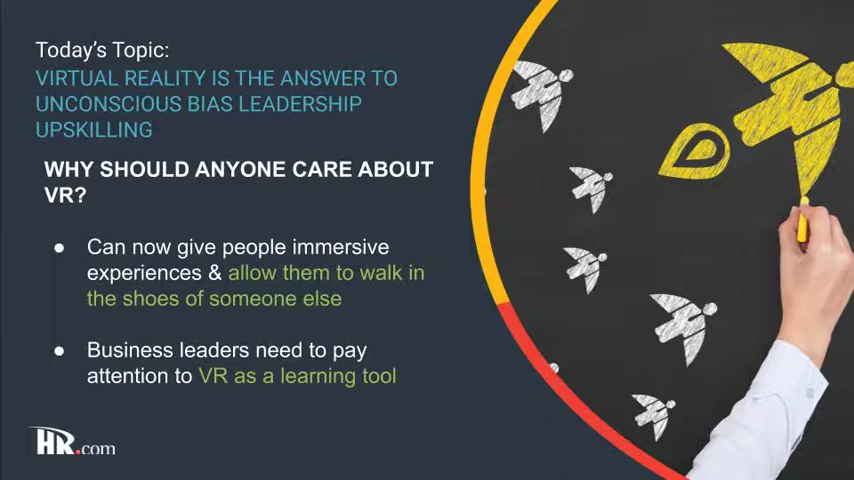 Today's Topic:
VIRTUAL REALITY IS THE ANSWER TO
UNCONSCIOUS BIAS LEADERSHIP
UPSKILLING
WHY SHOULD ANYONE CARE ABOUT
VR?
● Can now give people immersive
experiences & allow them to walk in
the shoes of someone else
● Business leaders need to pay
attention to VR as a learning tool
HR.com